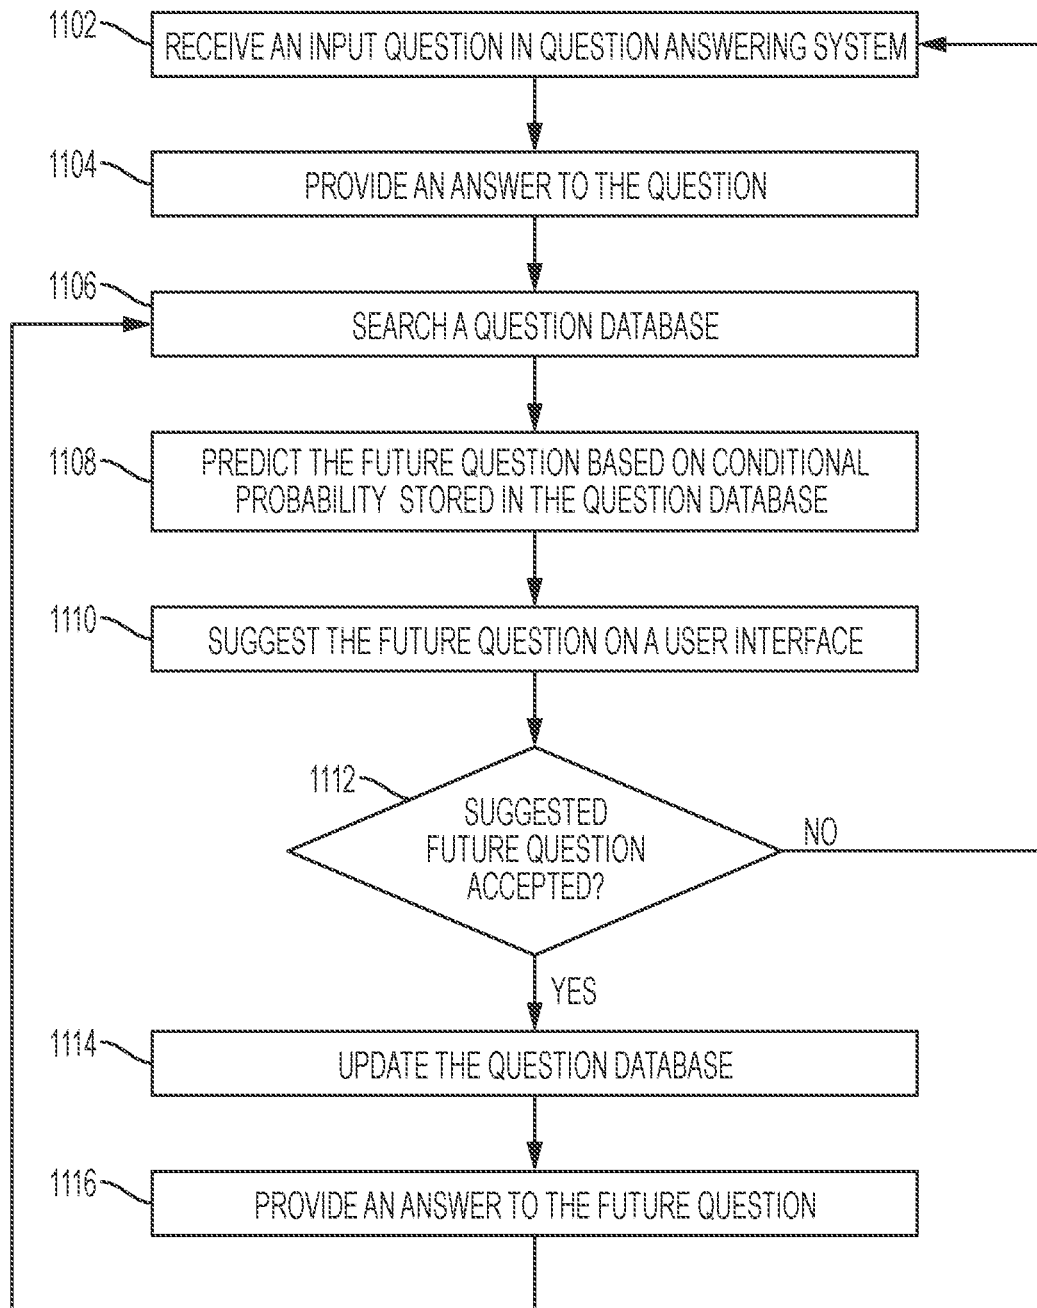 1102
RECEIVE AN INPUT QUESTION IN QUESTION ANSWERING SYSTEM
1104
PROVIDE AN ANSWER TO THE QUESTION
1106
SEARCH A QUESTION DATABASE
1108
PREDICT THE FUTURE QUESTION BASED ON CONDITIONAL
PROBABILITY STORED IN THE QUESTION DATABASE
1110
SUGGEST THE FUTURE QUESTION ON A USER INTERFACE
1112
SUGGESTED
FUTURE QUESTION
ACCEPTED?
NO
YES
1114
UPDATE THE QUESTION DATABASE
1116
PROVIDE AN ANSWER TO THE FUTURE QUESTION